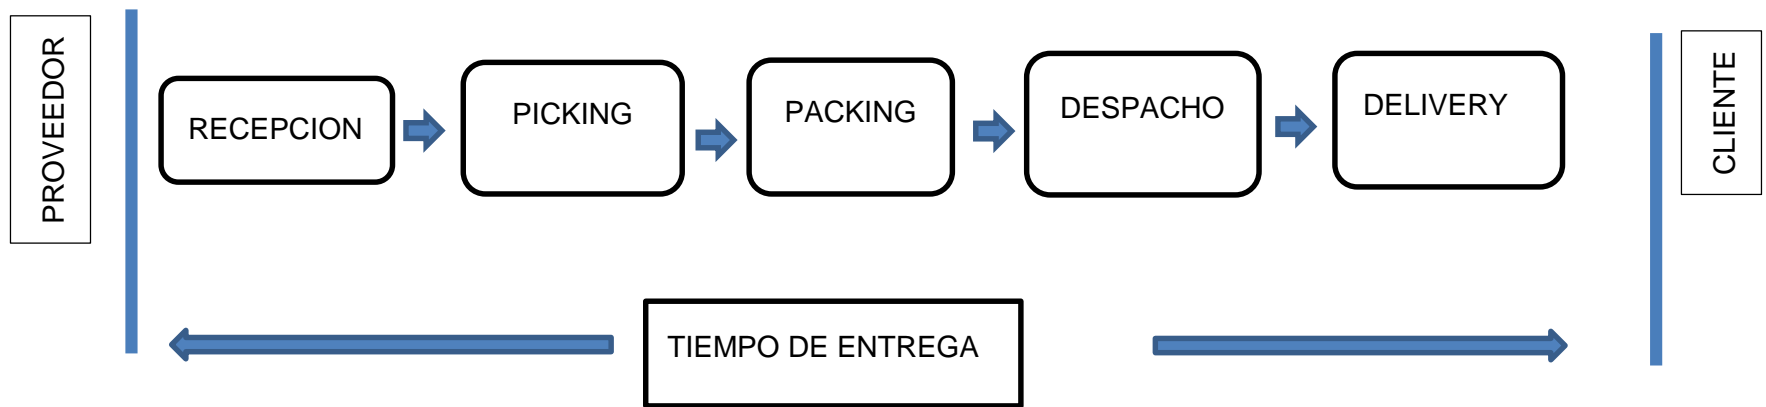 PROVEEDOR
RECEPCION
PICKING
PACKING
DESPACHO
DELIVERY
CLIENTE
TIEMPO DE ENTREGA